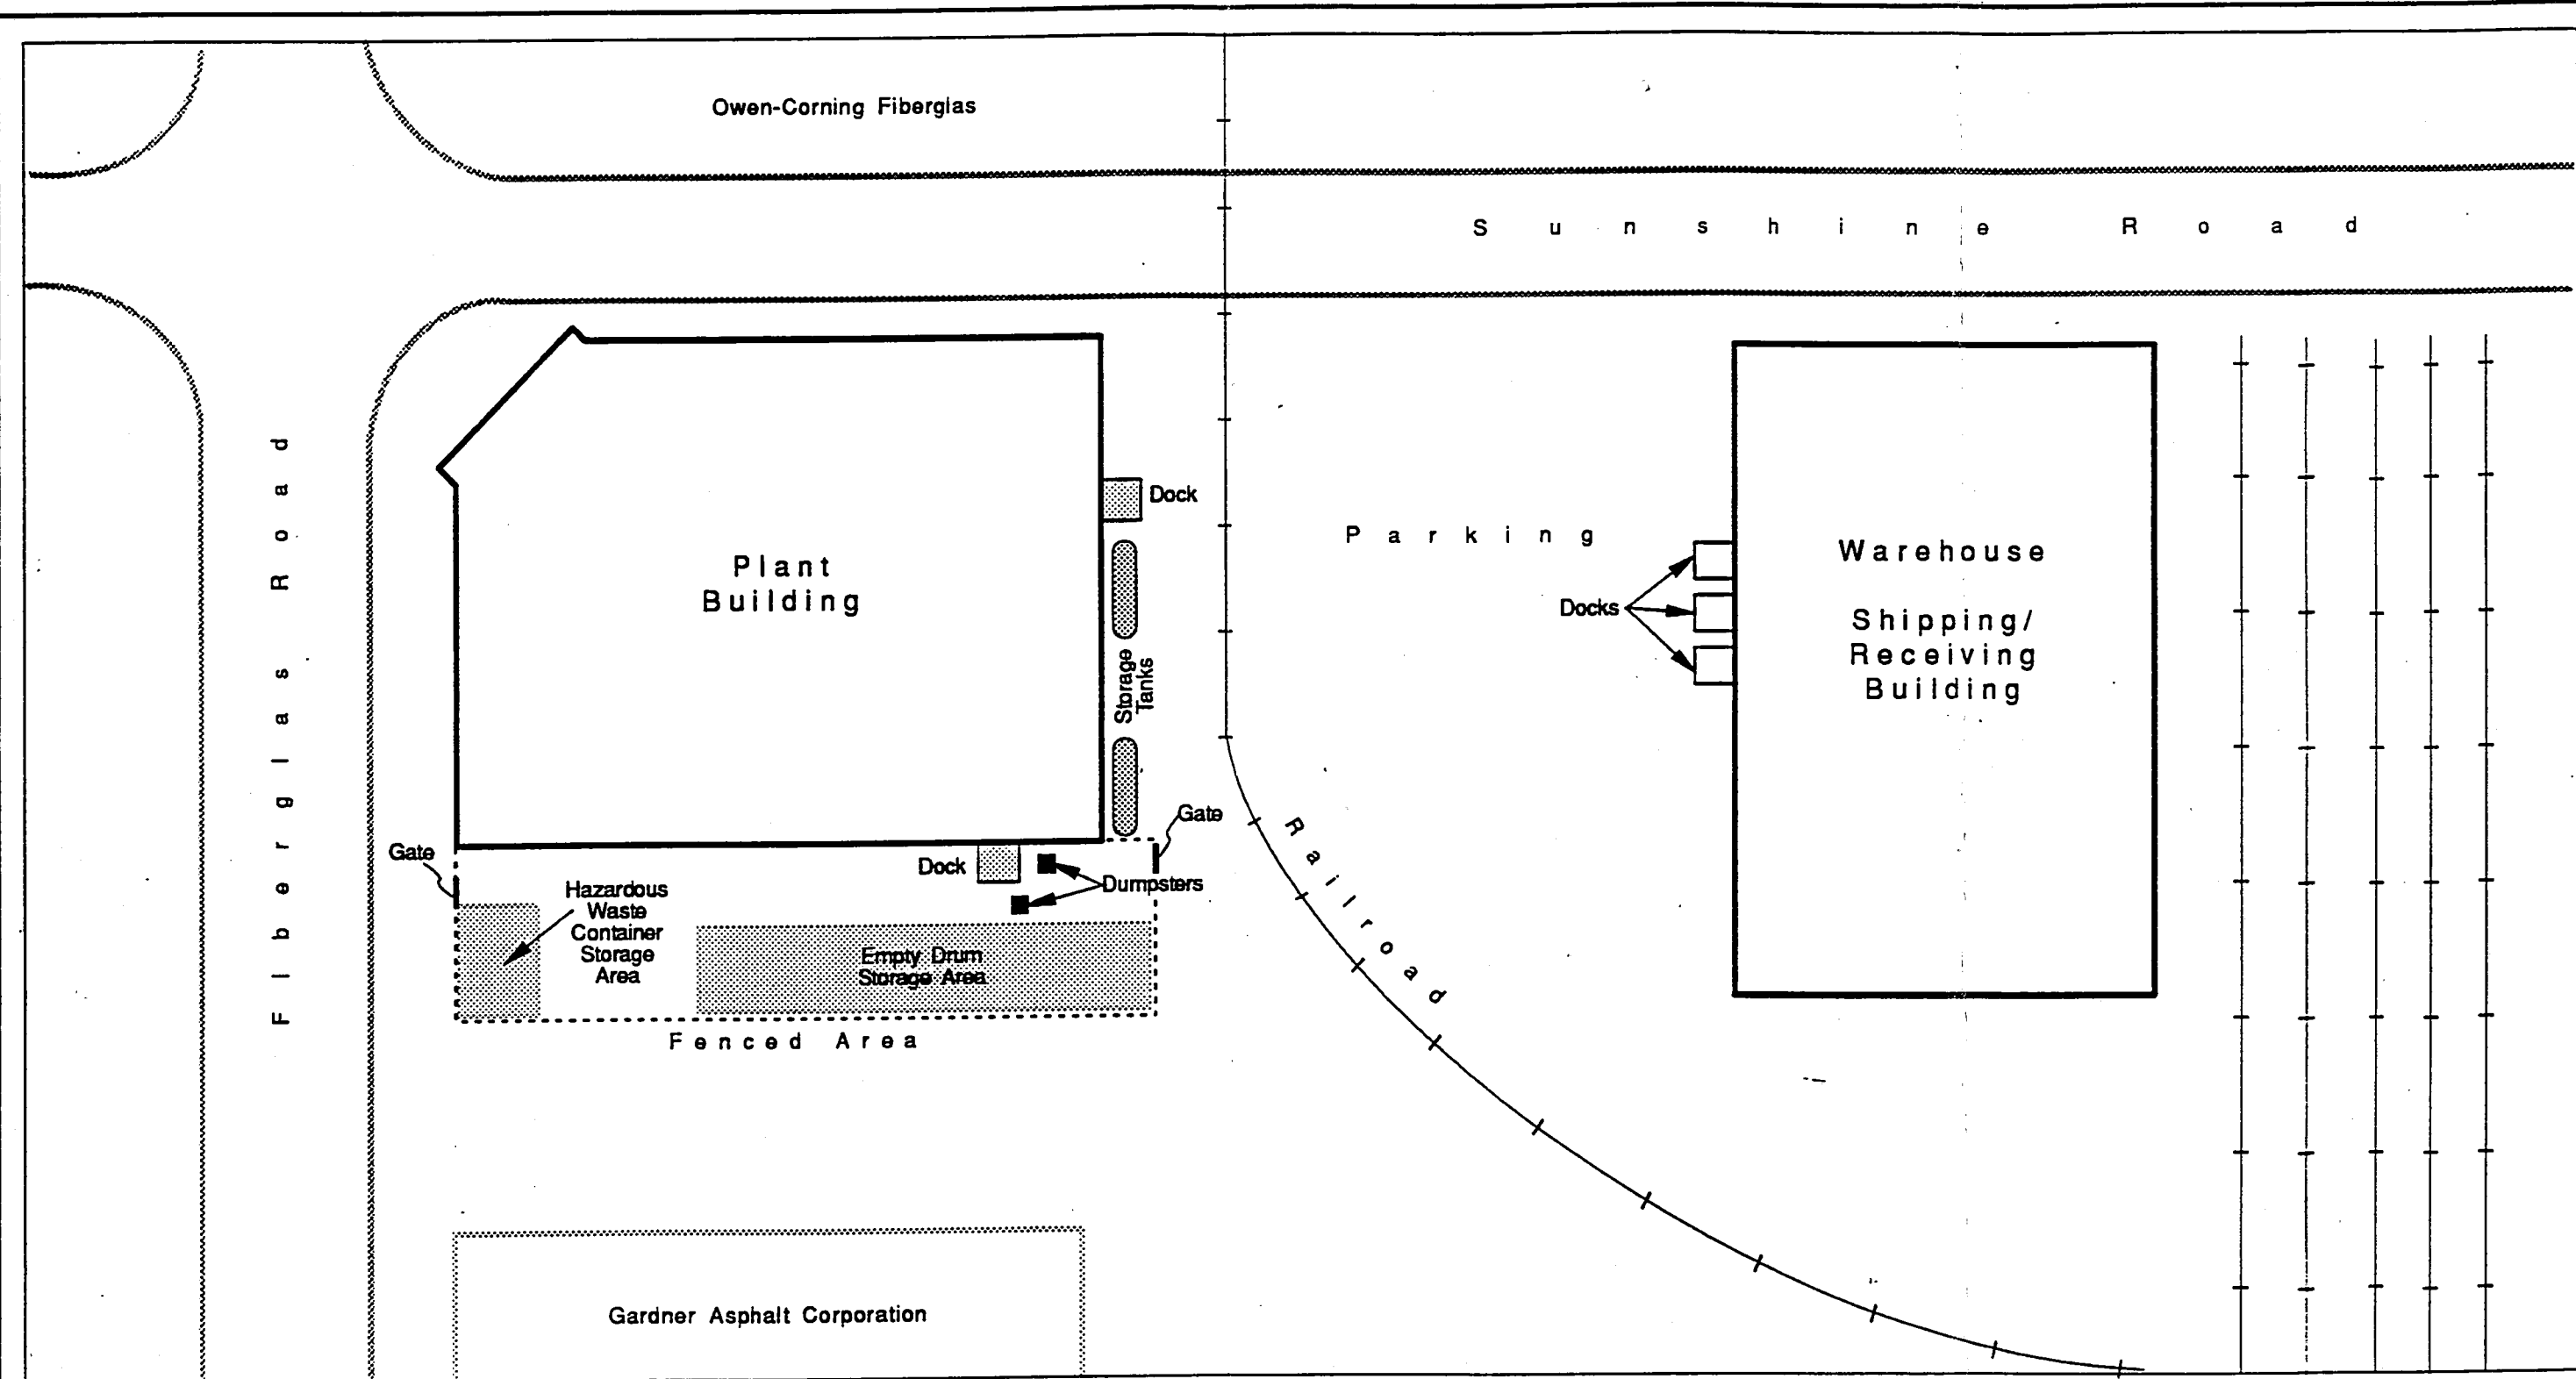 Owen-Corning Fiberglas
Sunshine Road
Fiberglas Road
Plant
Building
Dock
Storage
Tanks
Parking
Docks
Warehouse
Shipping/
Receiving
Building
Gate
Gate
Dock
Dumpsters
Hazardous
Waste
Container
Storage
Area
Empty Drum
Storage Area
Fenced Area
Railroad
Gardner Asphalt Corporation